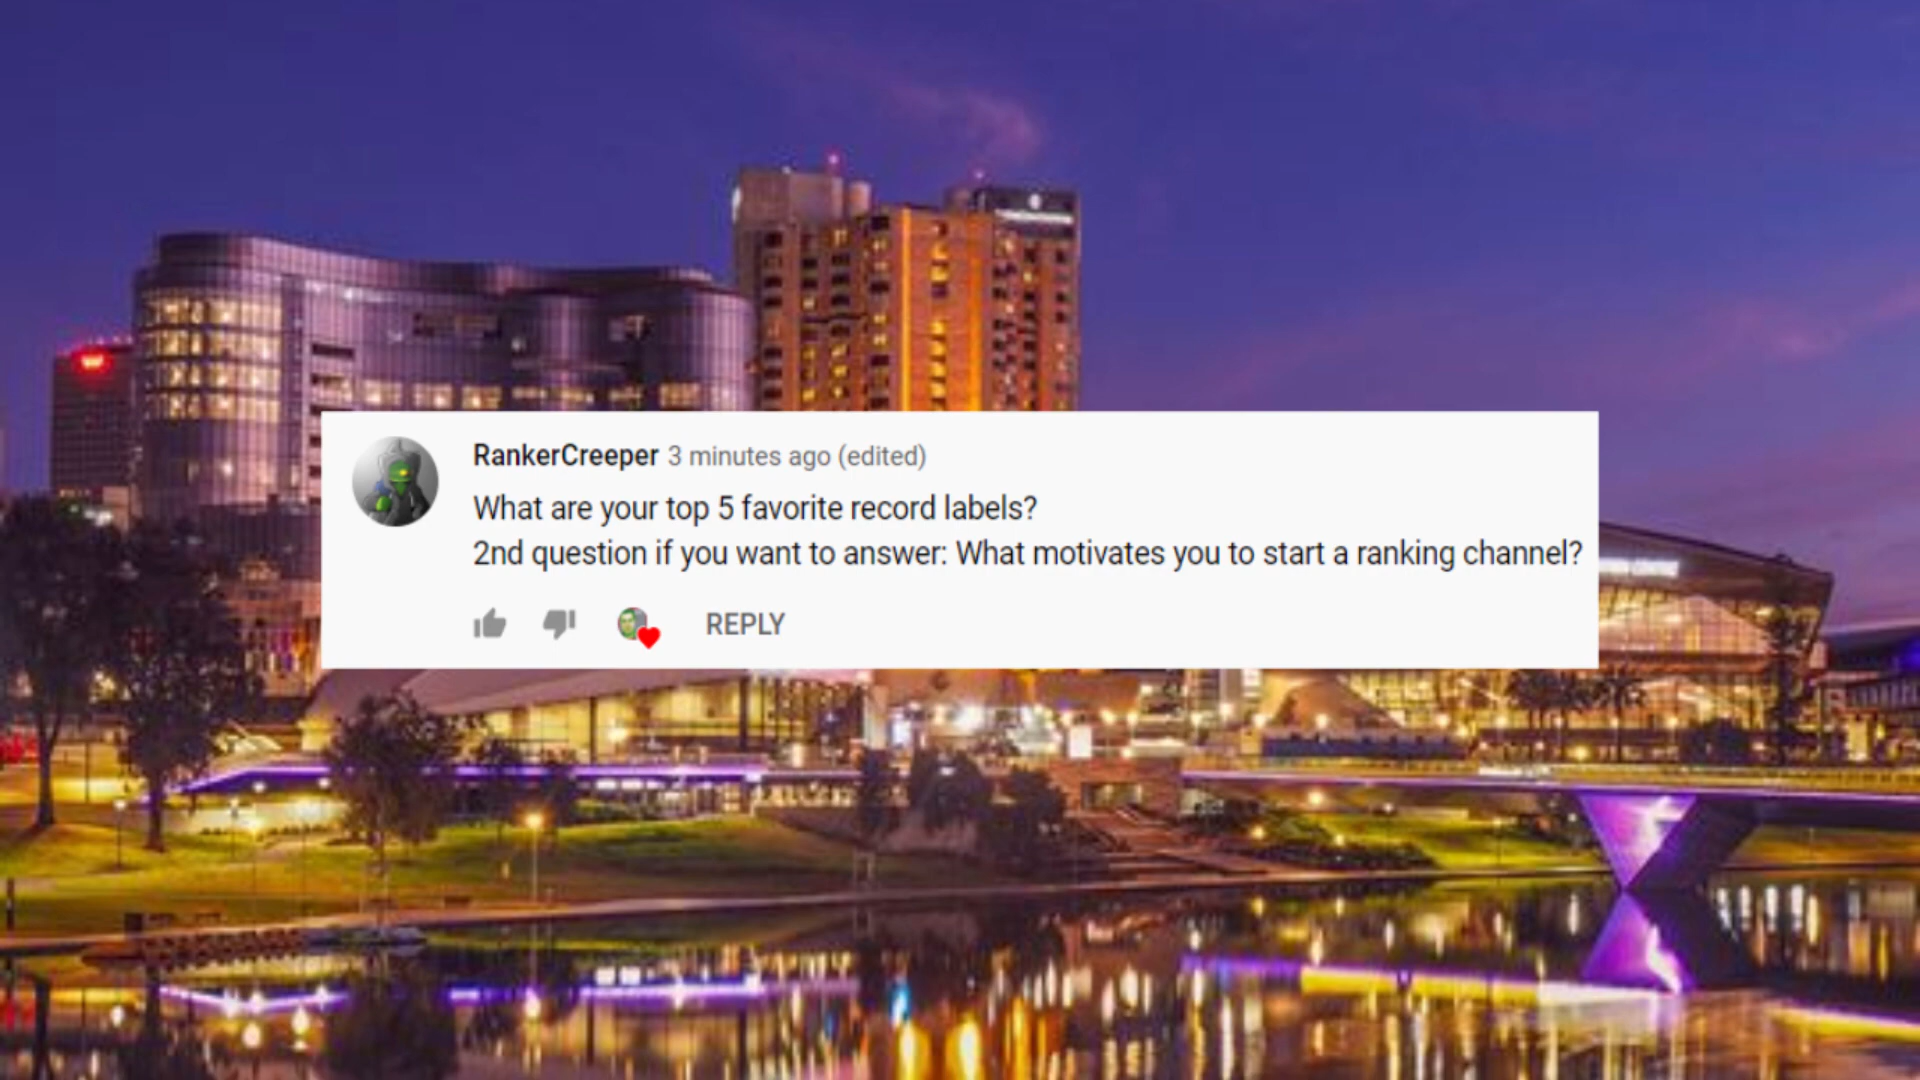 RankerCreeper 3 minutes ago (edited)
What are your top 5 favorite record labels?
2nd question if you want to answer: What motivates you to start a ranking channel?
REPLY